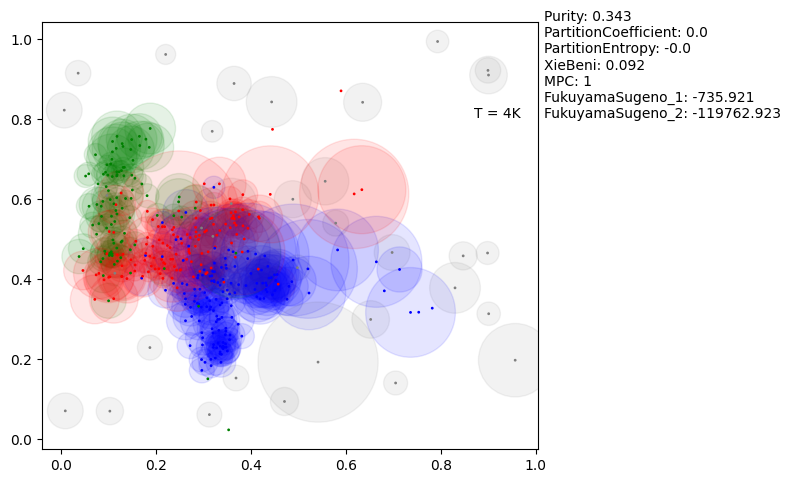 Purity: 0.343
PartitionCoefficient: 0.0
PartitionEntropy: -0.0
XieBeni: 0.092
MPC: 1
FukuyamaSugeno_1: -735.921
FukuyamaSugeno_2: -119762.923
T = 4K
1.0
0.8
0.6
0.4
0.2
0.0
0.0 0.2 0.4 0.6 0.8 1.0